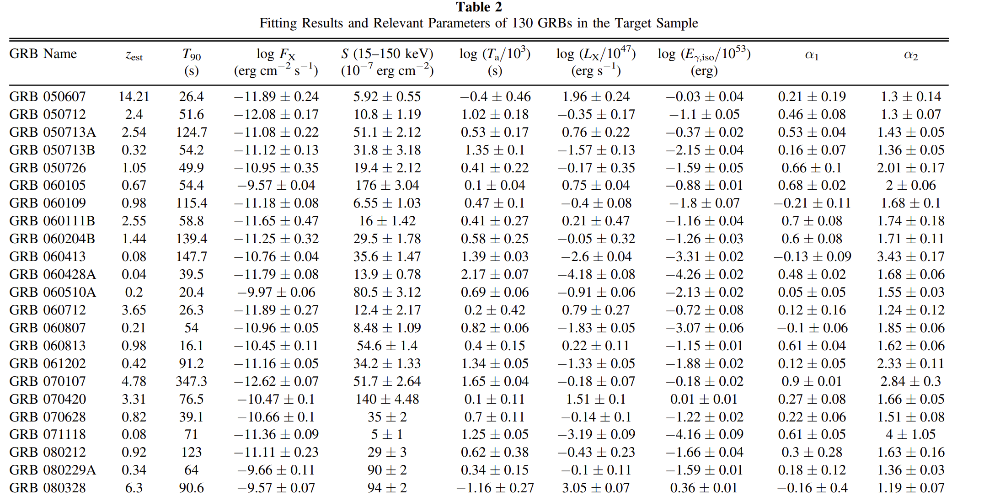 Table 2
Fitting Results and Relevant Parameters of 130 GRBs in the Target Sample
GRB Name z_est T_90 log F_X S (15–150 keV) log (T_a/10^3) log (L_X/10^47) log (E_γ,iso/10^53) α_1 α_2
(s) (erg cm^−2 s^−1) (10^−7 erg cm^−2) (s) (erg s^−1) (erg)
GRB 050607 14.21 26.4 −11.89 ± 0.24 5.92 ± 0.55 −0.4 ± 0.46 1.96 ± 0.24 −0.03 ± 0.04 0.21 ± 0.19 1.3 ± 0.14
GRB 050712 2.4 51.6 −12.08 ± 0.17 10.8 ± 1.19 1.02 ± 0.18 −0.35 ± 0.17 −1.1 ± 0.05 0.46 ± 0.08 1.3 ± 0.07
GRB 050713A 2.54 124.7 −11.08 ± 0.22 51.1 ± 2.12 0.53 ± 0.17 0.76 ± 0.22 −0.37 ± 0.02 0.53 ± 0.04 1.43 ± 0.05
GRB 050713B 0.32 54.2 −11.12 ± 0.13 31.8 ± 3.18 1.35 ± 0.1 −1.57 ± 0.13 −2.15 ± 0.04 0.16 ± 0.07 1.36 ± 0.05
GRB 050726 1.05 49.9 −10.95 ± 0.35 19.4 ± 2.12 0.41 ± 0.22 −0.17 ± 0.35 −1.59 ± 0.05 0.66 ± 0.1 2.01 ± 0.17
GRB 060105 0.67 54.4 −9.57 ± 0.04 176 ± 3.04 0.1 ± 0.04 0.75 ± 0.04 −0.88 ± 0.01 0.68 ± 0.02 2 ± 0.06
GRB 060109 0.98 115.4 −11.18 ± 0.08 6.55 ± 1.03 0.47 ± 0.1 −0.4 ± 0.08 −1.8 ± 0.07 −0.21 ± 0.11 1.68 ± 0.1
GRB 060111B 2.55 58.8 −11.65 ± 0.47 16 ± 1.42 0.41 ± 0.27 0.21 ± 0.47 −1.16 ± 0.04 0.7 ± 0.08 1.74 ± 0.18
GRB 060204B 1.44 139.4 −11.25 ± 0.32 29.5 ± 1.78 0.58 ± 0.25 −0.05 ± 0.32 −1.26 ± 0.03 0.6 ± 0.08 1.71 ± 0.11
GRB 060413 0.08 147.7 −10.76 ± 0.04 35.6 ± 1.47 1.39 ± 0.03 −2.6 ± 0.04 −3.31 ± 0.02 −0.13 ± 0.09 3.43 ± 0.17
GRB 060428A 0.04 39.5 −11.79 ± 0.08 13.9 ± 0.78 2.17 ± 0.07 −4.18 ± 0.08 −4.26 ± 0.02 0.48 ± 0.02 1.68 ± 0.06
GRB 060510A 0.2 20.4 −9.97 ± 0.06 80.5 ± 3.12 0.69 ± 0.06 −0.91 ± 0.06 −2.13 ± 0.02 0.05 ± 0.05 1.55 ± 0.03
GRB 060712 3.65 26.3 −11.89 ± 0.27 12.4 ± 2.17 0.2 ± 0.42 0.79 ± 0.27 −0.72 ± 0.08 0.12 ± 0.16 1.24 ± 0.12
GRB 060807 0.21 54 −10.96 ± 0.05 8.48 ± 1.09 0.82 ± 0.06 −1.83 ± 0.05 −3.07 ± 0.06 −0.1 ± 0.06 1.85 ± 0.06
GRB 060813 0.98 16.1 −10.45 ± 0.11 54.6 ± 1.4 0.4 ± 0.15 0.22 ± 0.11 −1.15 ± 0.01 0.61 ± 0.04 1.62 ± 0.06
GRB 061202 0.42 91.2 −11.16 ± 0.05 34.2 ± 1.33 1.34 ± 0.05 −1.33 ± 0.05 −1.88 ± 0.02 0.12 ± 0.05 2.33 ± 0.11
GRB 070107 4.78 347.3 −12.62 ± 0.07 51.7 ± 2.64 1.65 ± 0.04 −0.18 ± 0.07 −0.18 ± 0.02 0.9 ± 0.01 2.84 ± 0.3
GRB 070420 3.31 76.5 −10.47 ± 0.1 140 ± 4.48 0.1 ± 0.11 1.51 ± 0.1 0.01 ± 0.01 0.27 ± 0.08 1.66 ± 0.05
GRB 070628 0.82 39.1 −10.66 ± 0.1 35 ± 2 0.7 ± 0.11 −0.14 ± 0.1 −1.22 ± 0.02 0.22 ± 0.06 1.51 ± 0.08
GRB 071118 0.08 71 −11.36 ± 0.09 5 ± 1 1.25 ± 0.05 −3.19 ± 0.09 −4.16 ± 0.09 0.61 ± 0.05 4 ± 1.05
GRB 080212 0.92 123 −11.11 ± 0.23 29 ± 3 0.62 ± 0.38 −0.43 ± 0.23 −1.66 ± 0.04 0.3 ± 0.28 1.63 ± 0.16
GRB 080229A 0.34 64 −9.66 ± 0.11 90 ± 2 0.34 ± 0.15 −0.1 ± 0.11 −1.59 ± 0.01 0.18 ± 0.12 1.36 ± 0.03
GRB 080328 6.3 90.6 −9.57 ± 0.07 94 ± 2 −1.16 ± 0.27 3.05 ± 0.07 0.36 ± 0.01 −0.16 ± 0.4 1.19 ± 0.07